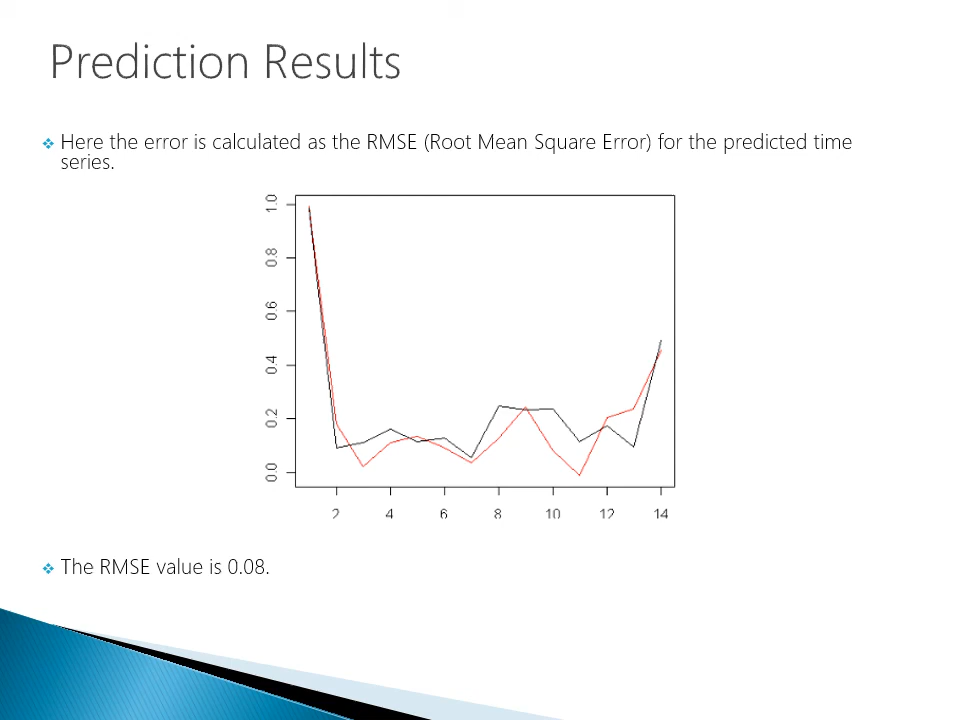 Prediction Results
Here the error is calculated as the RMSE (Root Mean Square Error) for the predicted time
series.
1.0
0.8
0.6
0.4
0.2
0.0
2 4 6 8 10 12 14
The RMSE value is 0.08.